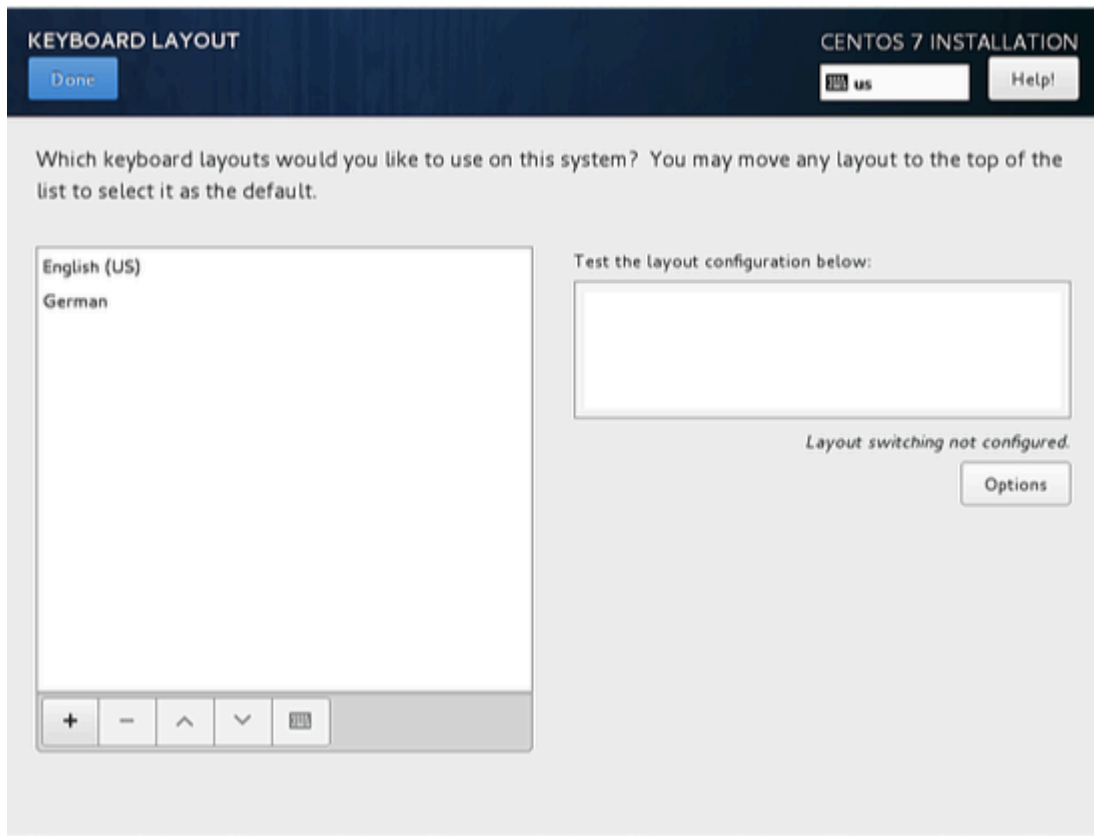 KEYBOARD LAYOUT
Done
CENTOS 7 INSTALLATION
us
Help!
Which keyboard layouts would you like to use on this system? You may move any layout to the top of the
list to select it as the default.
English (US)
German
Test the layout configuration below:
Layout switching not configured.
Options